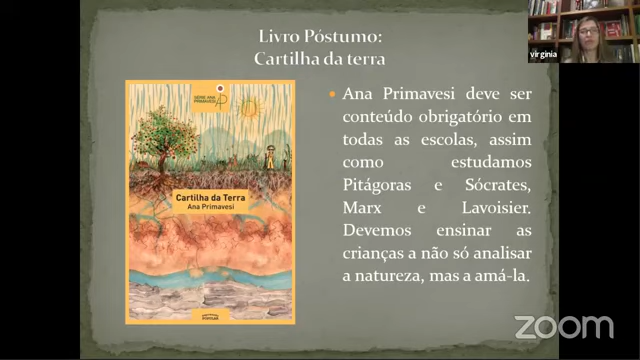 Livro Póstumo:
Cartilha da terra
virginia
SÉRIE ANA
PRIMAVESI
Cartilha da Terra
Ana Primavesi
POPULAR
Ana Primavesi deve ser
conteúdo obrigatório em
todas as escolas, assim
como estudamos
Pitágoras e Sócrates,
Marx e Lavoisier.
Devemos ensinar as
crianças a não só analisar
a natureza, mas a amá-la.
zoom